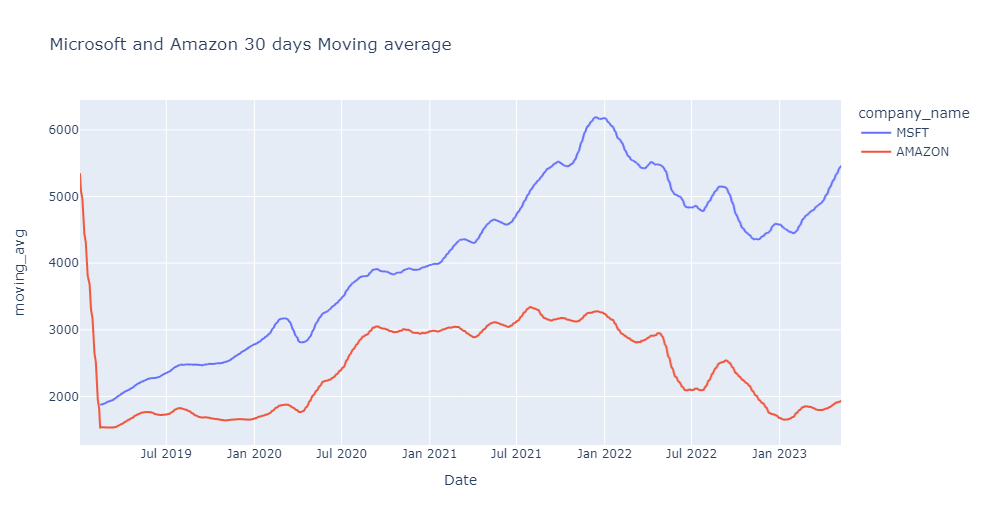 Microsoft and Amazon 30 days Moving average
company_name
MSFT
AMAZON
moving_avg
6000
5000
4000
3000
2000
Jul 2019
Jan 2020
Jul 2020
Jan 2021
Jul 2021
Jan 2022
Jul 2022
Jan 2023
Date